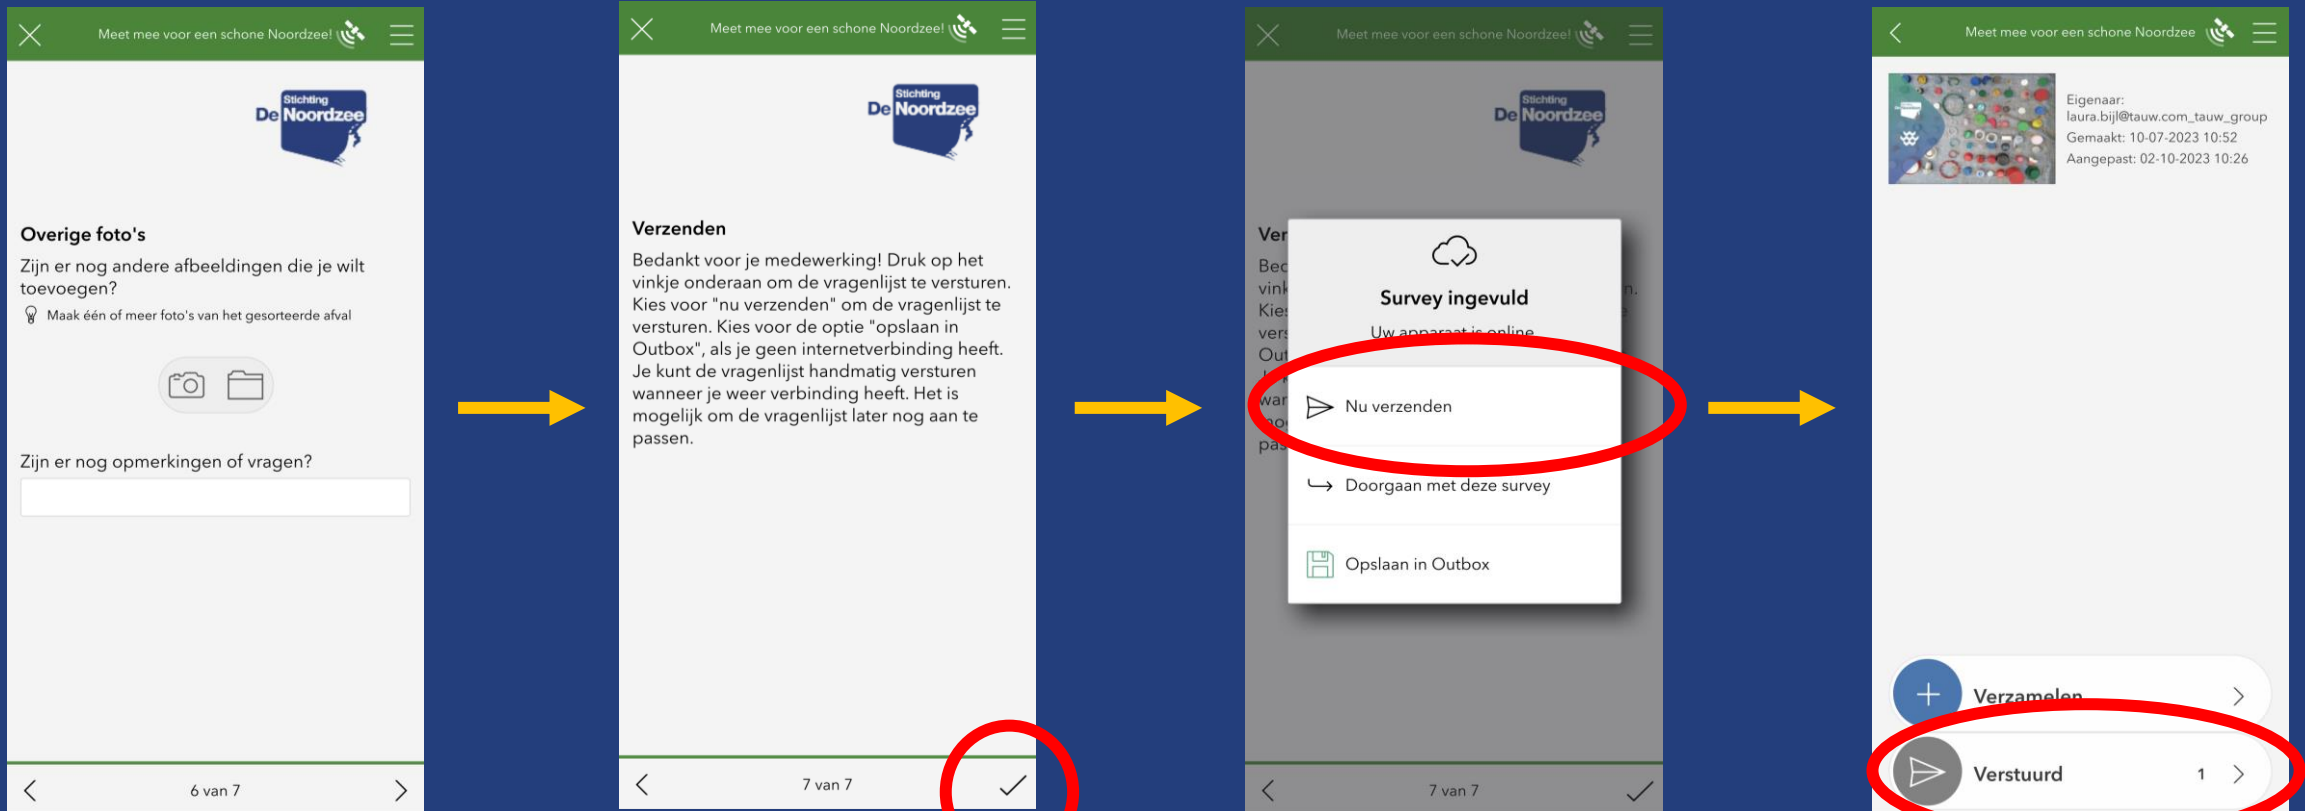 Meet mee voor een schone Noordzee!
Stichting
De Noordzee
Overige foto's
Zijn er nog andere afbeeldingen die je wilt
toevoegen?
Maak één of meer foto's van het gesorteerde afval
Zijn er nog opmerkingen of vragen?
6 van 7
Meet mee voor een schone Noordzee!
Stichting
De Noordzee
Verzenden
Bedankt voor je medewerking! Druk op het
vinkje onderaan om de vragenlijst te versturen.
Kies voor "nu verzenden" om de vragenlijst te
versturen. Kies voor de optie "opslaan in
Outbox", als je geen internetverbinding heeft.
Je kunt de vragenlijst handmatig versturen
wanneer je weer verbinding heeft. Het is
mogelijk om de vragenlijst later nog aan te
passen.
7 van 7
Meet mee voor een schone Noordzee!
Stichting
De Noordzee
Survey ingevuld
Uw apparaat is online
Nu verzenden
Doorgaan met deze survey
Opslaan in Outbox
7 van 7
Meet mee voor een schone Noordzee
Eigenaar:
laura.bijl@tauw.com_tauw_group
Gemaakt: 10-07-2023 10:52
Aangepast: 02-10-2023 10:26
Verzamelen
Verstuurd 1